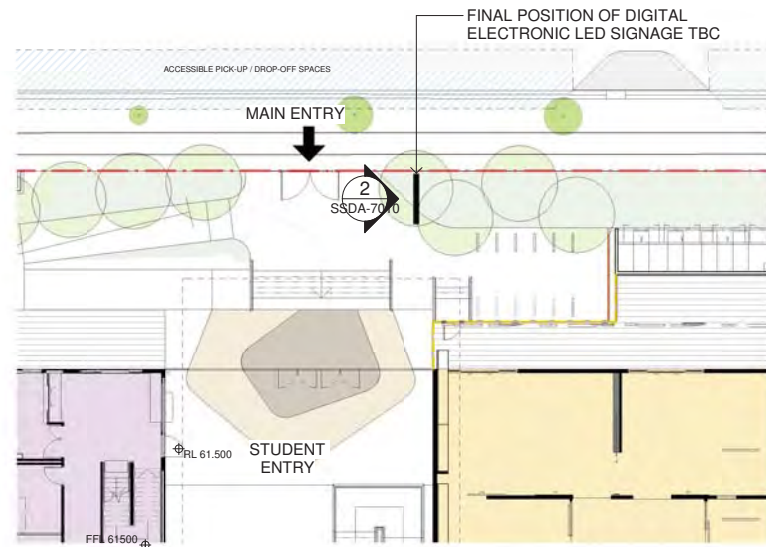 FINAL POSITION OF DIGITAL
ELECTRONIC LED SIGNAGE TBC
ACCESSIBLE PICK-UP / DROP-OFF SPACES
MAIN ENTRY
2
SSDA-7010
RL 61.500
STUDENT
ENTRY
FFL 61500